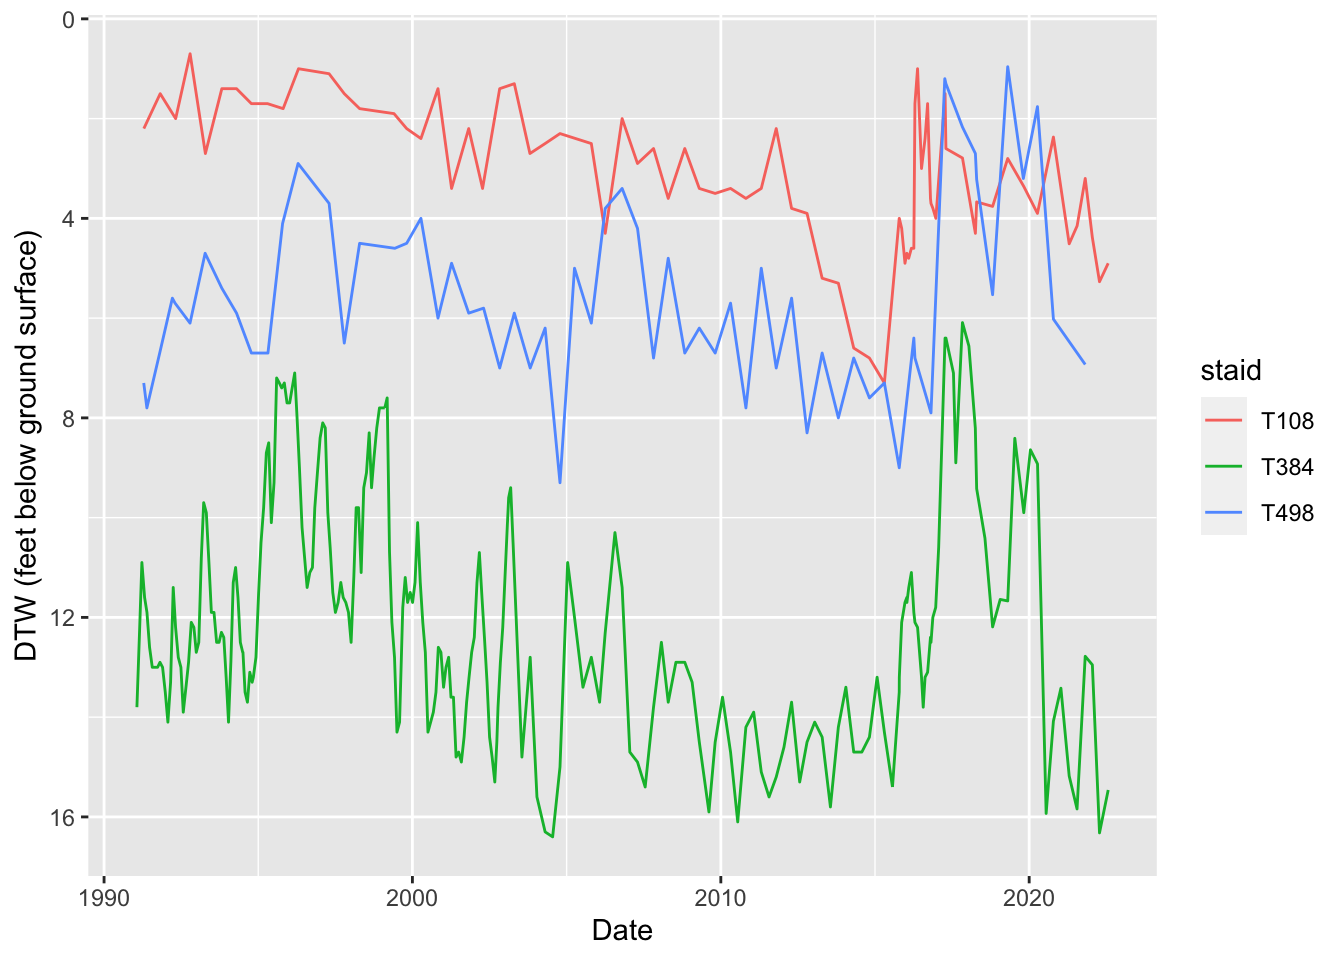 0
4
8
12
16
DTW (feet below ground surface)
1990
2000
2010
2020
Date
staid
T108
T384
T498